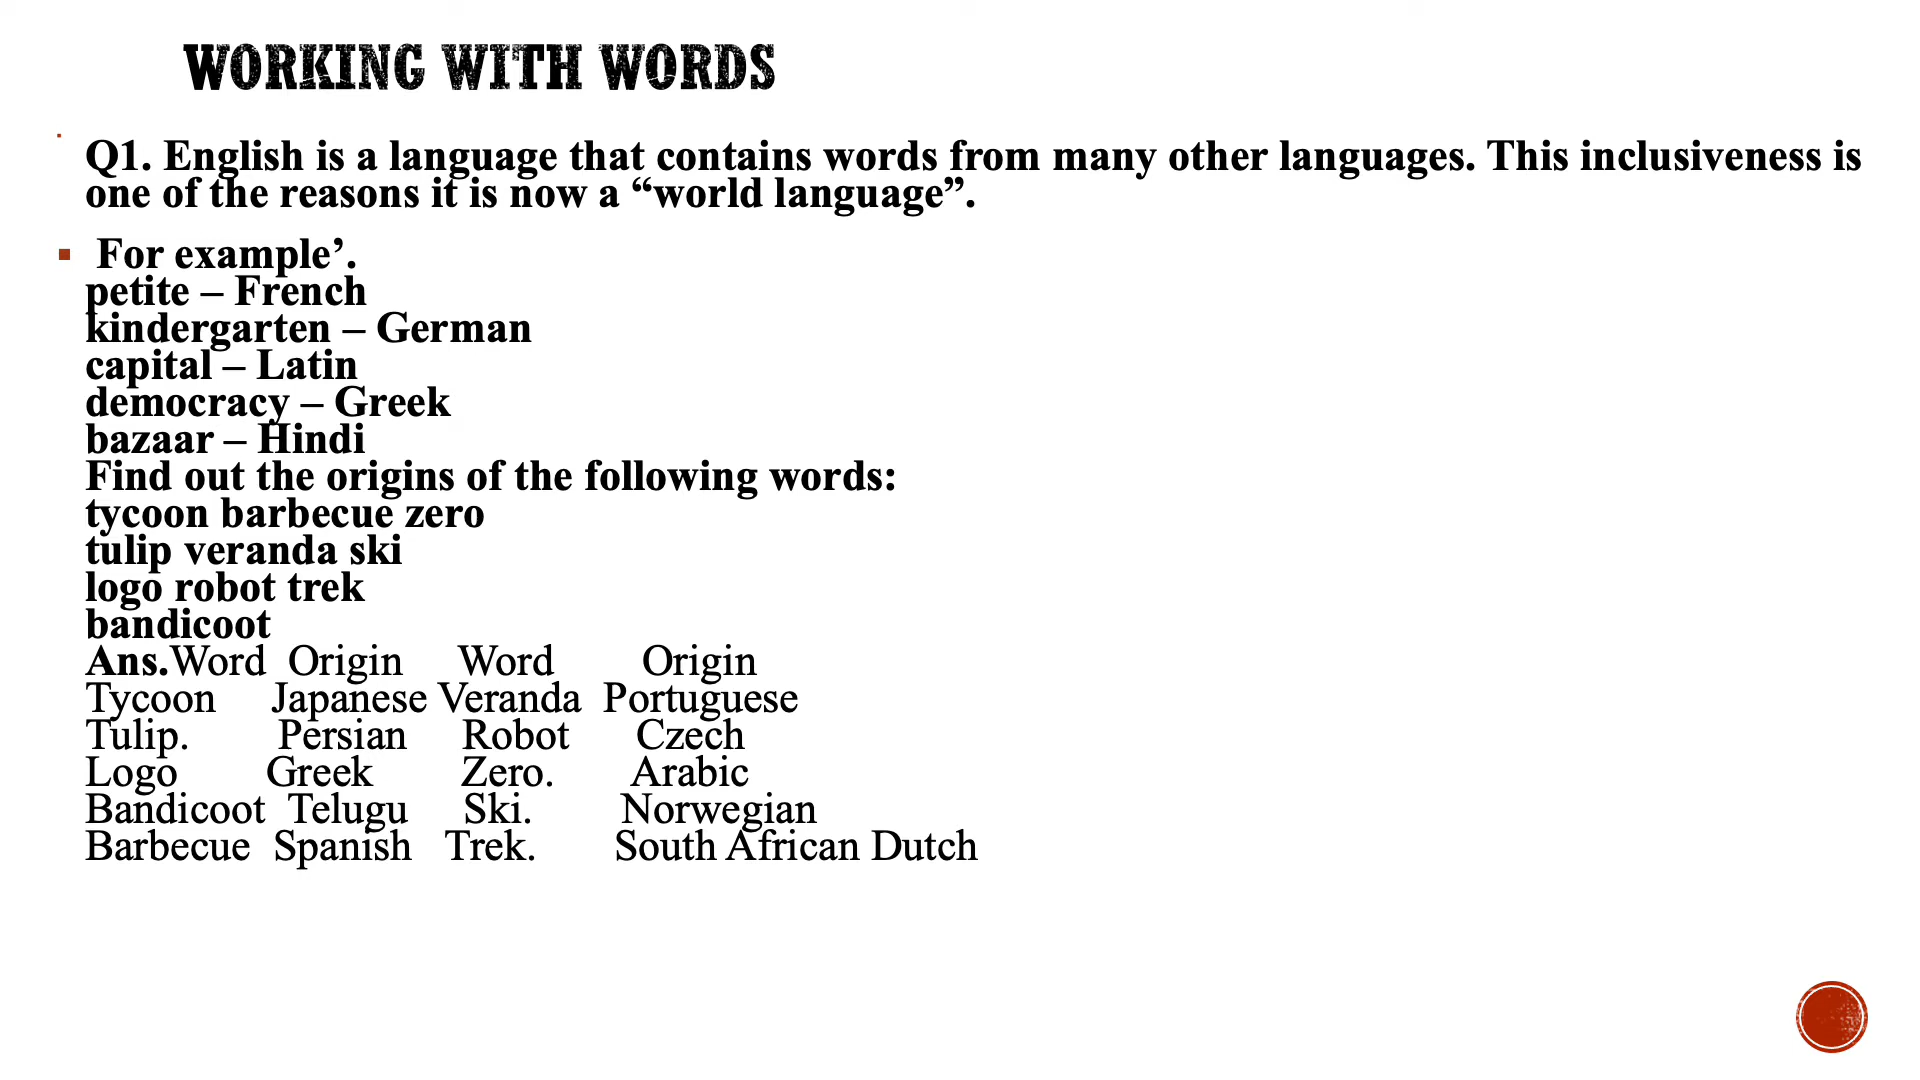 WORKING WITH WORDS
Q1. English is a language that contains words from many other languages. This inclusiveness is
one of the reasons it is now a “world language”.
For example’.
petite – French
kindergarten – German
capital – Latin
democracy – Greek
bazaar – Hindi
Find out the origins of the following words:
tycoon barbecue zero
tulip veranda ski
logo robot trek
bandicoot
Ans.Word Origin Word Origin
Tycoon Japanese Veranda Portuguese
Tulip. Persian Robot Czech
Logo Greek Zero. Arabic
Bandicoot Telugu Ski. Norwegian
Barbecue Spanish Trek. South African Dutch